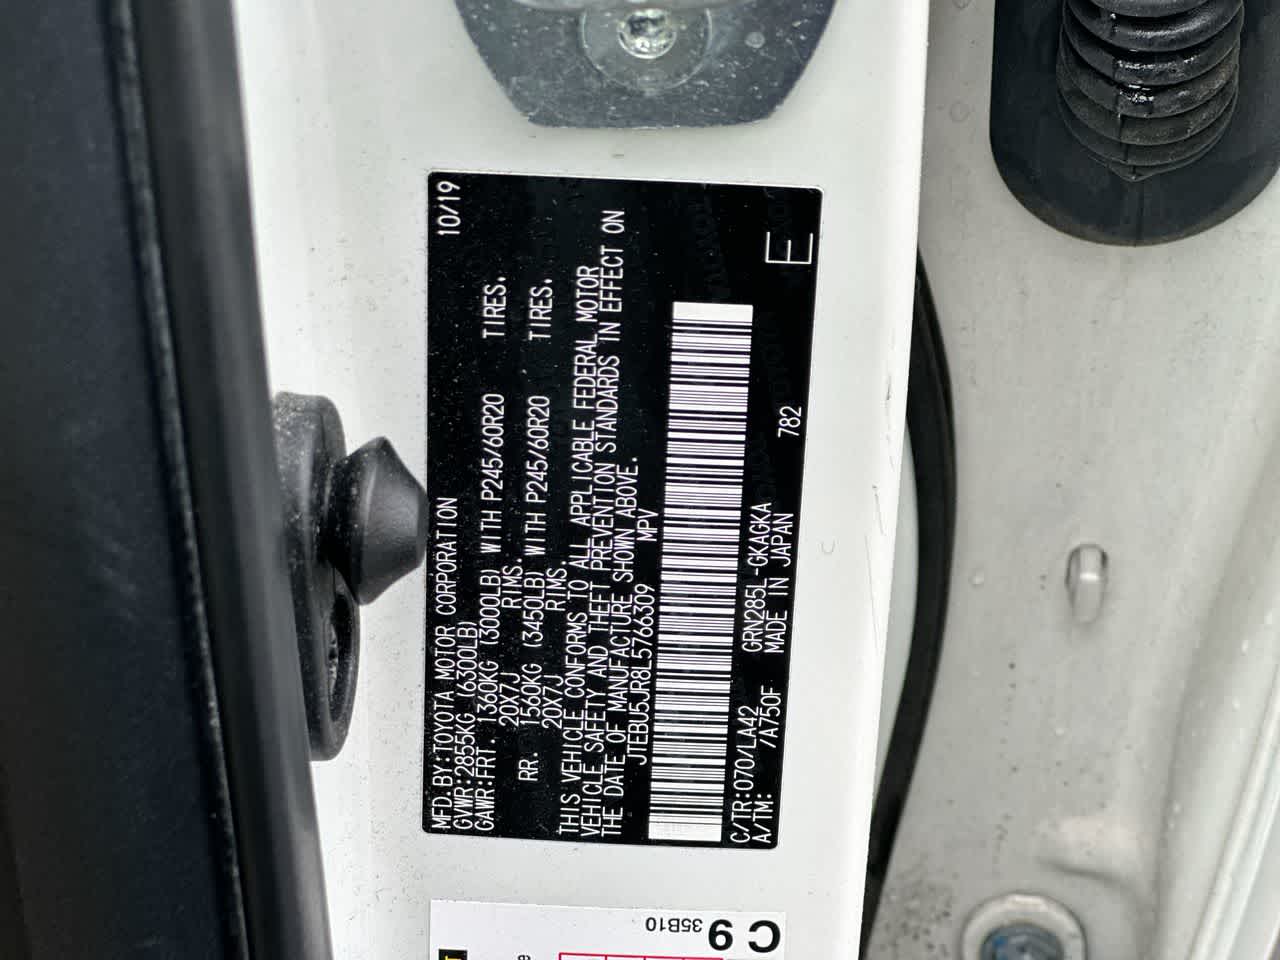 MFD.BY:TOYOTA MOTOR CORPORATION 10/19
GVWR:2855KG (6300LB)
GAWR:FRT. 1360KG (3000LB) WITH P245/60R20 TIRES.
20X7J RIMS.
RR. 1560KG (3450LB) WITH P245/60R20 TIRES.
20X7J RIMS.
THIS VEHICLE CONFORMS TO ALL APPLICABLE FEDERAL MOTOR
VEHICLE SAFETY AND THEFT PREVENTION STANDARDS IN EFFECT ON
THE DATE OF MANUFACTURE SHOWN ABOVE.
JTEBU5JR8L5766309 MPV
C/TR:070/LA42 GRN285L-GKAGKA
A/TM: /A750F MADE IN JAPAN 782 E
C 9
35B10